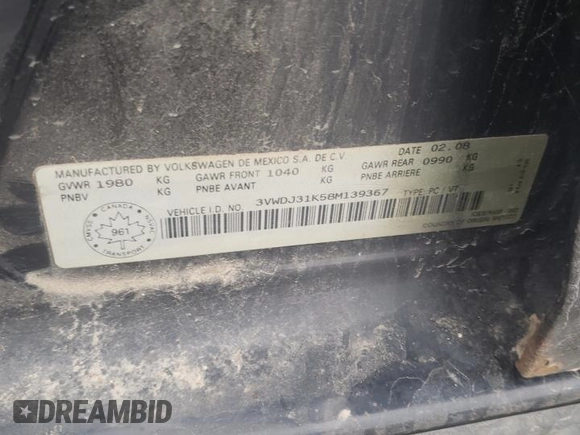 MANUFACTURED BY VOLKSWAGEN DE MEXICO S.A. DE C.V. DATE 02.08
GVWR 1980 KG GAWR FRONT 1040 KG GAWR REAR 0990 KG
PNBV KG PNBE AVANT KG PNBE ARRIERE KG
VEHICLE I.D. NO. 3VWDJ31K58M139367 TYPE: PC VT
CANADA
961
TRANSPORT
DREAMBID